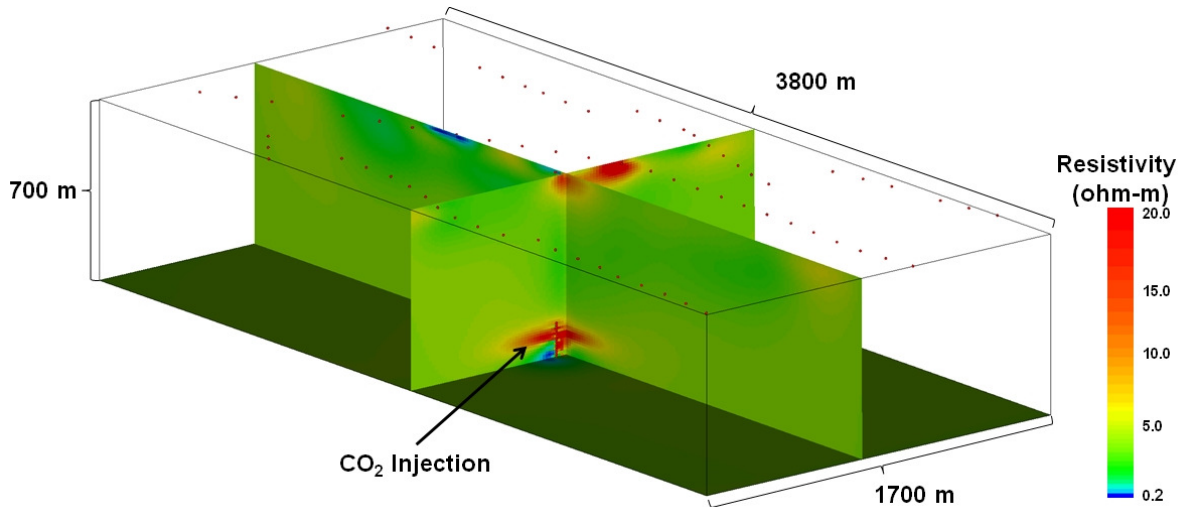 3800 m
700 m
Resistivity
(ohm-m)
20.0
15.0
10.0
5.0
0.2
CO₂ Injection
1700 m